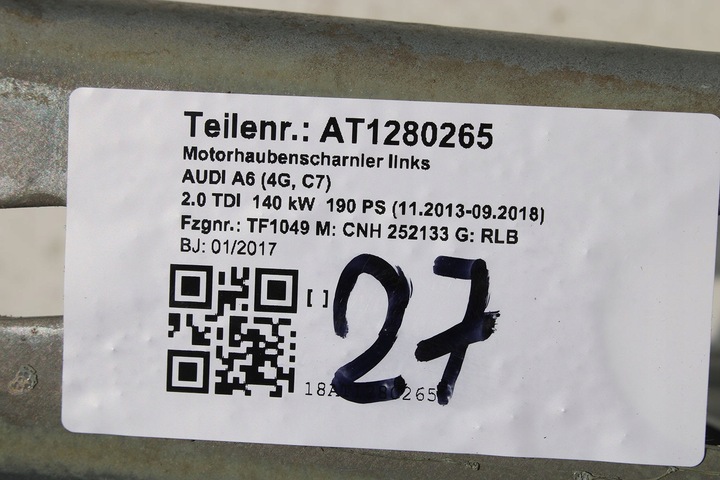 Teilenr.: AT1280265
Motorhaubenscharnier links
AUDI A6 (4G, C7)
2.0 TDI 140 kW 190 PS (11.2013-09.2018)
Fzgnr.: TF1049 M: CNH 252133 G: RLB
BJ: 01/2017
[ ]
27